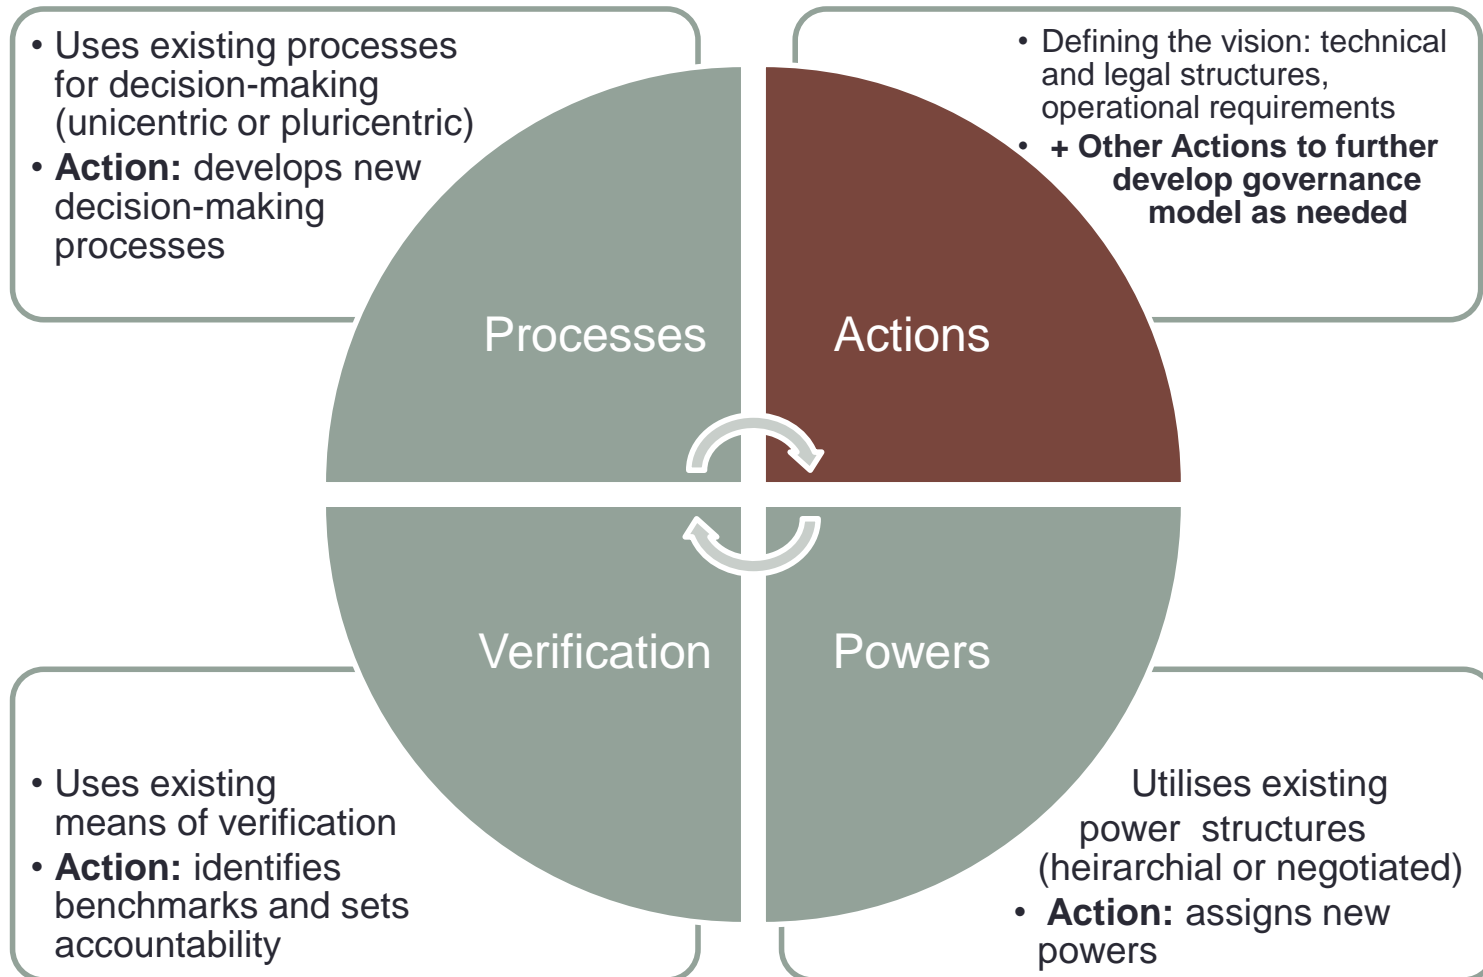 • Uses existing processes
for decision-making
(unicentric or pluricentric)
• Action: develops new
decision-making
processes
• Defining the vision: technical
and legal structures,
operational requirements
• + Other Actions to further
develop governance
model as needed
Processes
Actions
Verification
Powers
• Uses existing
means of verification
• Action: identifies
benchmarks and sets
accountability
Utilises existing
power structures
(heirarchial or negotiated)
• Action: assigns new
powers